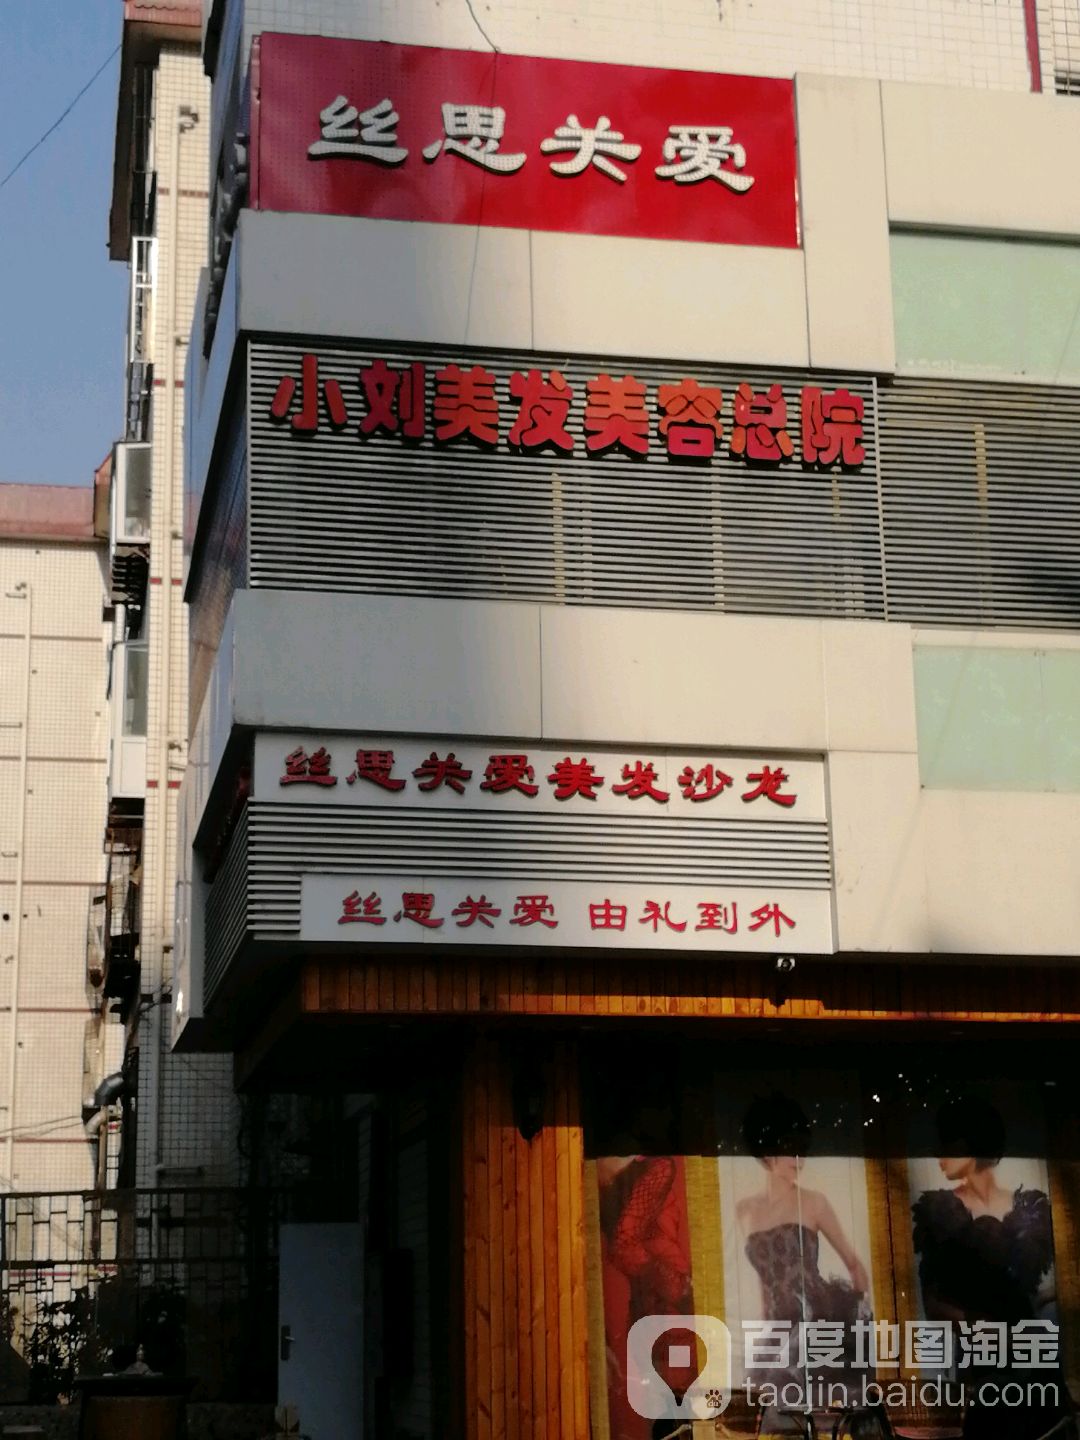 丝思关爱
小刘美发美容总院
丝思关爱美发沙龙
丝思关爱 由礼到外
百度地图淘金
taojin.baidu.com